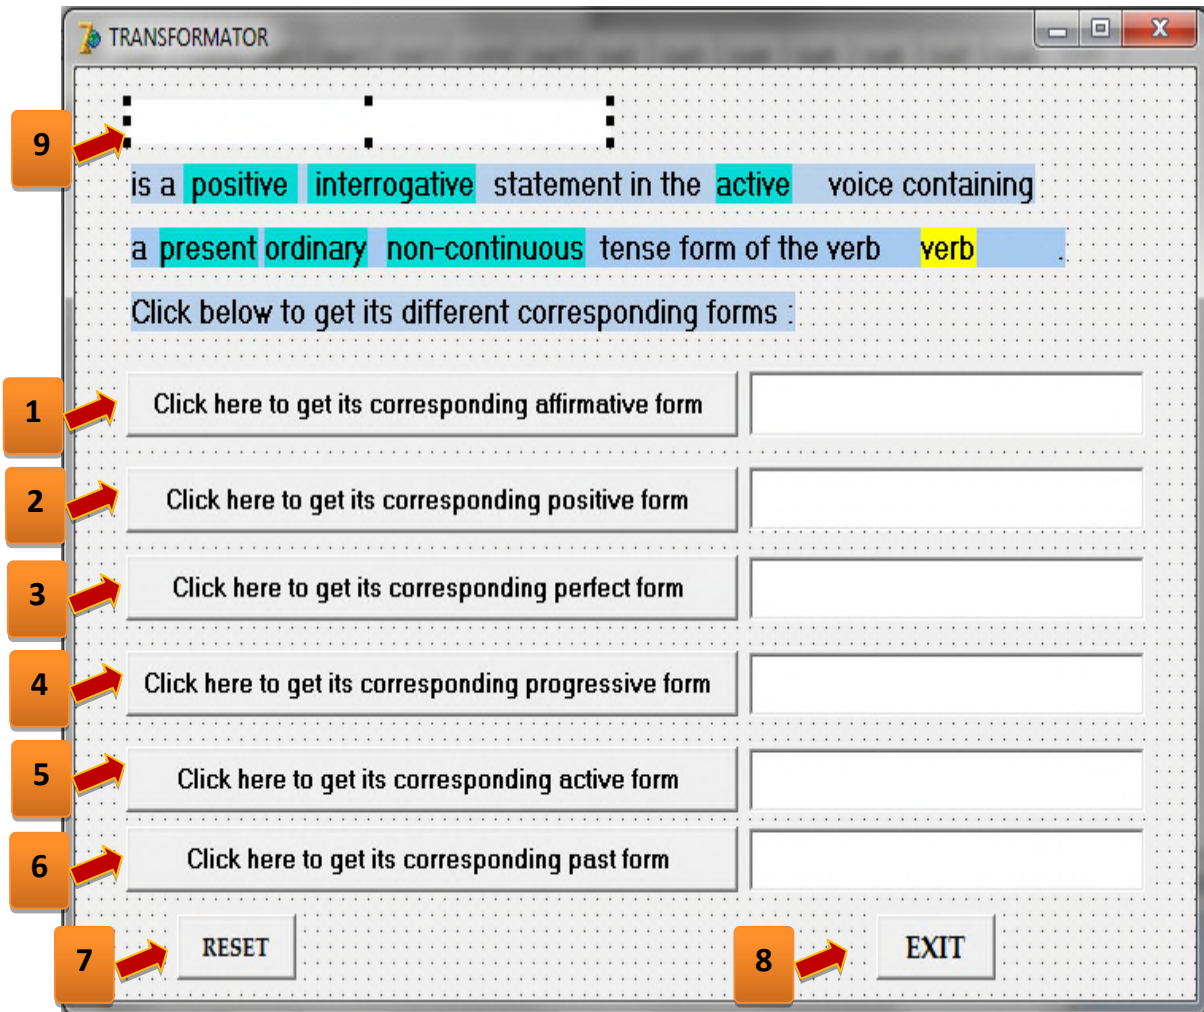 TRANSFORMATOR
9
is a positive interrogative statement in the active voice containing
a present ordinary non-continuous tense form of the verb verb .
Click below to get its different corresponding forms :
1 Click here to get its corresponding affirmative form
2 Click here to get its corresponding positive form
3 Click here to get its corresponding perfect form
4 Click here to get its corresponding progressive form
5 Click here to get its corresponding active form
6 Click here to get its corresponding past form
7 RESET 8 EXIT